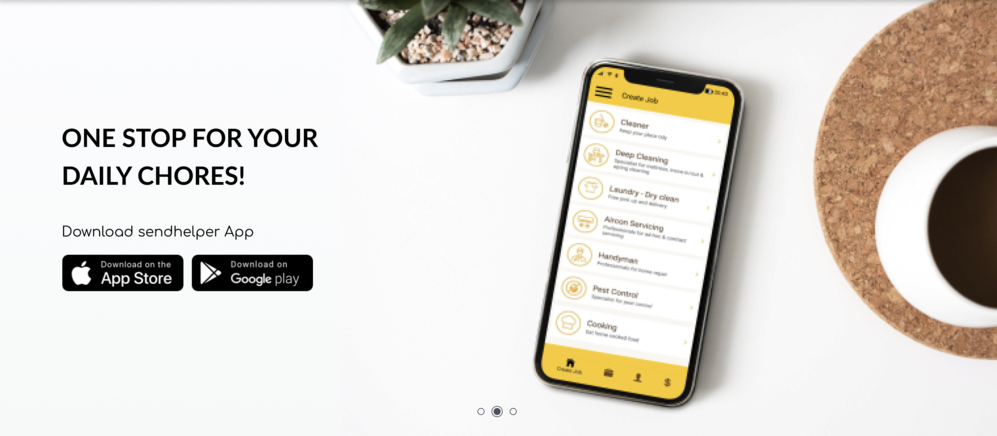 ONE STOP FOR YOUR
DAILY CHORES!
Download sendhelper App
Download on the
App Store
Download on
Google play
Create Job
Cleaner
Keep your place tidy
Deep Cleaning
Specialist for mattress, move in/out &
spring cleaning
Laundry - Dry clean
Free pick up and delivery
Aircon Servicing
Professionals for ad hoc & contract
servicing
Handyman
Professionals for home repair
Pest Control
Specialist for pest control
Cooking
Eat home cooked food
Create Job